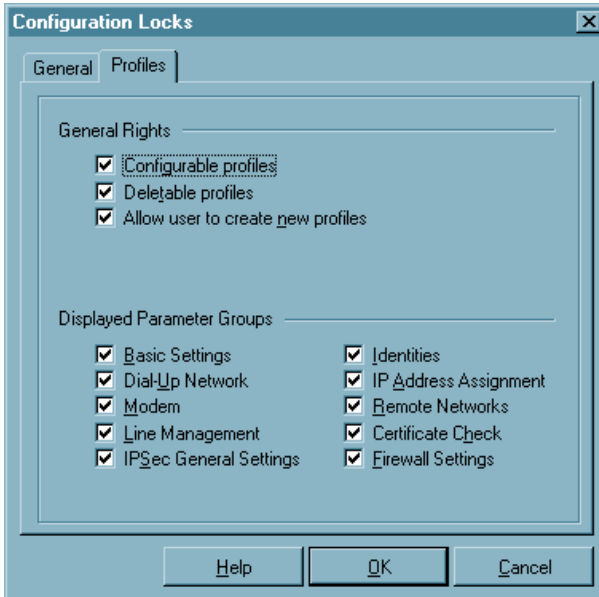 Configuration Locks
General Profiles
General Rights
Configurable profiles
Deletable profiles
Allow user to create new profiles
Displayed Parameter Groups
Basic Settings
Dial-Up Network
Modem
Line Management
IPSec General Settings
Identities
IP Address Assignment
Remote Networks
Certificate Check
Firewall Settings
Help OK Cancel